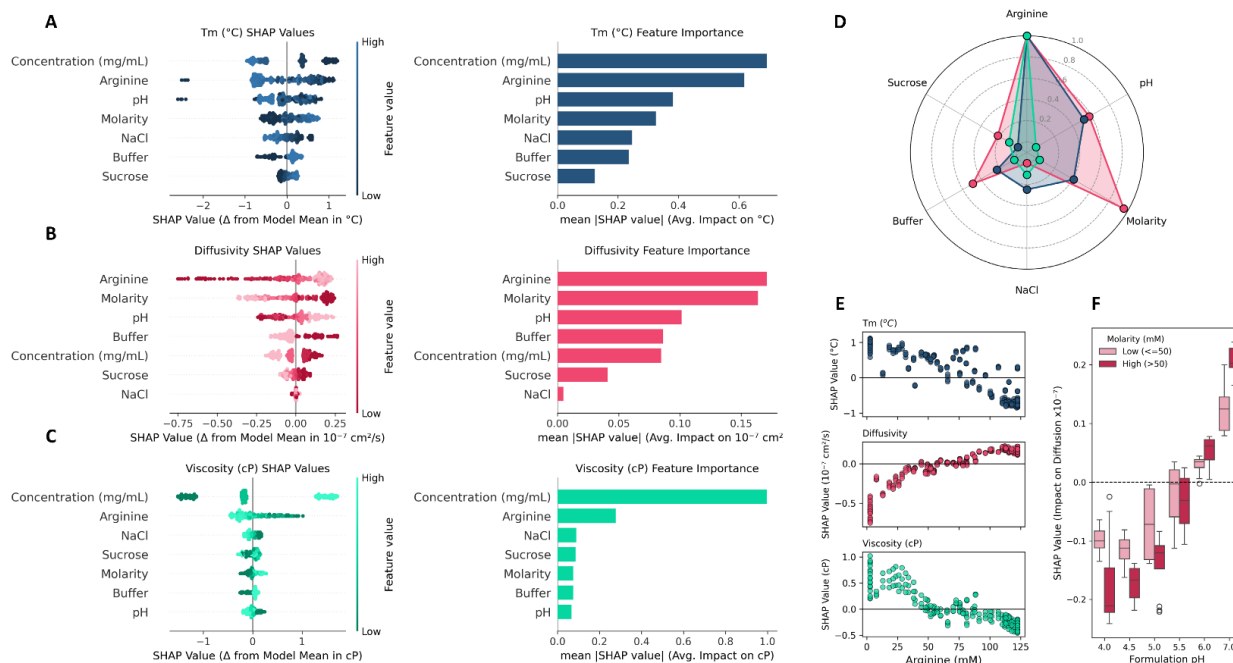 A
Tm (°C) SHAP Values
High
Concentration (mg/mL)
Arginine
pH
Molarity
NaCl
Buffer
Sucrose
Feature value
Low
−2 −1 0 1
SHAP Value (Δ from Model Mean in °C)
Tm (°C) Feature Importance
Concentration (mg/mL)
Arginine
pH
Molarity
NaCl
Buffer
Sucrose
0.0 0.2 0.4 0.6
mean |SHAP value| (Avg. Impact on °C)
B
Diffusivity SHAP Values
High
Arginine
Molarity
pH
Buffer
Concentration (mg/mL)
Sucrose
NaCl
Feature value
Low
−0.75 −0.50 −0.25 0.00 0.25
SHAP Value (Δ from Model Mean in 10⁻⁷ cm²/s)
Diffusivity Feature Importance
Arginine
Molarity
pH
Buffer
Concentration (mg/mL)
Sucrose
NaCl
0.00 0.05 0.10 0.15
mean |SHAP value| (Avg. Impact on 10⁻⁷ cm²
C
Viscosity (cP) SHAP Values
High
Concentration (mg/mL)
Arginine
NaCl
Sucrose
Molarity
Buffer
pH
Feature value
Low
−1 0 1
SHAP Value (Δ from Model Mean in cP)
Viscosity (cP) Feature Importance
Concentration (mg/mL)
Arginine
NaCl
Sucrose
Molarity
Buffer
pH
0.0 0.2 0.4 0.6 0.8 1.0
mean |SHAP value| (Avg. Impact on cP)
D
Arginine
1.0
0.8
0.6
0.4
0.2
Sucrose
pH
Buffer
Molarity
NaCl
E
Tm (°C)
SHAP Value (°C)
1
0
−1
Diffusivity
SHAP Value (10⁻⁷ cm²/s)
0.0
−0.5
Viscosity (cP)
SHAP Value (cP)
1.0
0.5
0.0
−0.5
0 25 50 75 100 125
Arginine (mM)
F
Molarity (mM)
Low (<=50)
High (>50)
SHAP Value (Impact on Diffusion x10⁻⁷)
0.2
0.1
0.0
−0.1
−0.2
4.0 4.5 5.0 5.5 6.0 7.0
Formulation pH